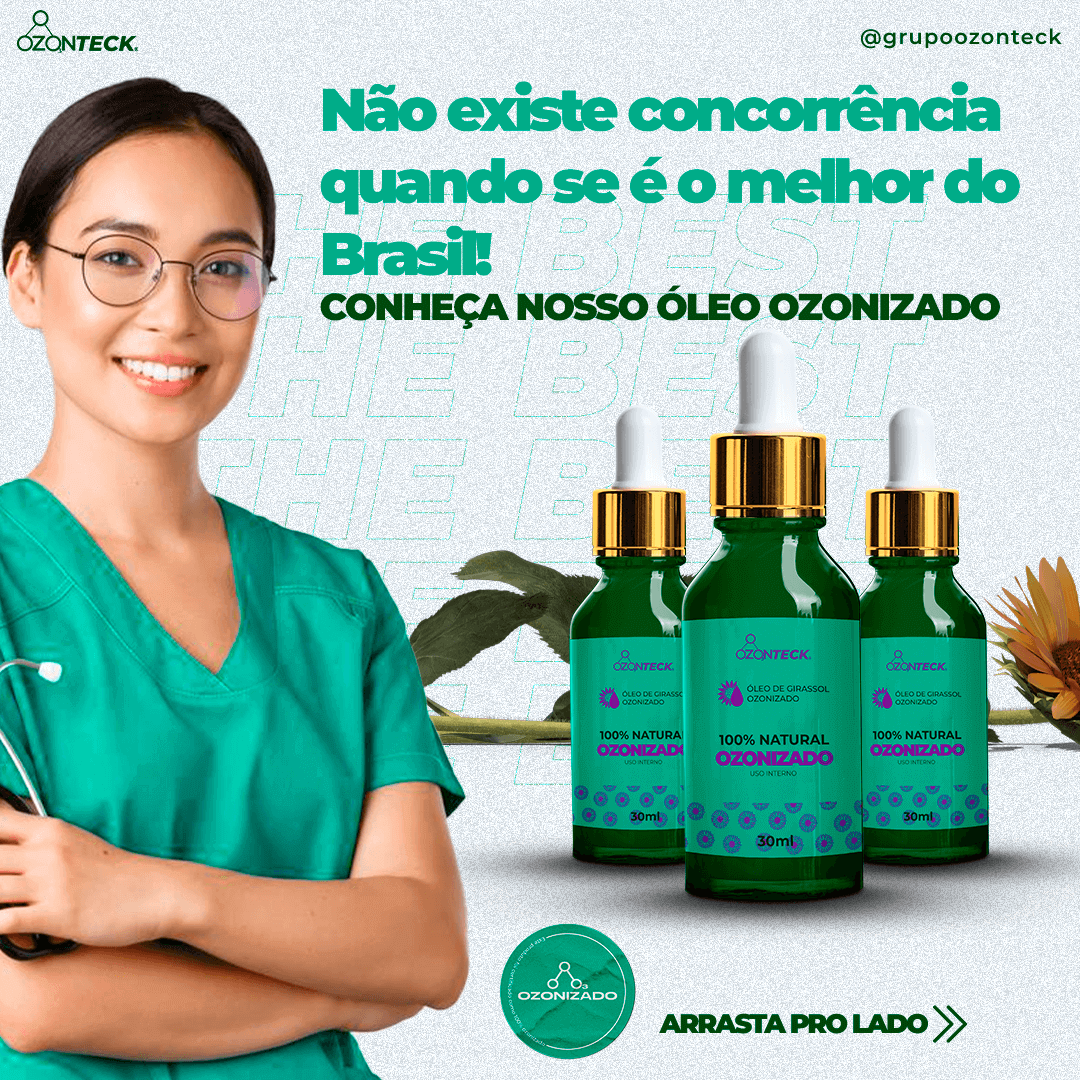 OZONTECK
@grupoozonteck
Não existe concorrência
quando se é o melhor do
Brasil!
CONHEÇA NOSSO ÓLEO OZONIZADO
THE BEST
THE BEST
THE BEST
OZONTECK
ÓLEO DE GIRASSOL
OZONIZADO
100% NATURAL
OZONIZADO
USO INTERNO
30ml
OZONTECK
ÓLEO DE GIRASSOL
OZONIZADO
100% NATURAL
OZONIZADO
USO INTERNO
30ml
OZONTECK
ÓLEO DE GIRASSOL
OZONIZADO
100% NATURAL
OZONIZADO
USO INTERNO
30ml
3
OZONIZADO
ARRASTA PRO LADO